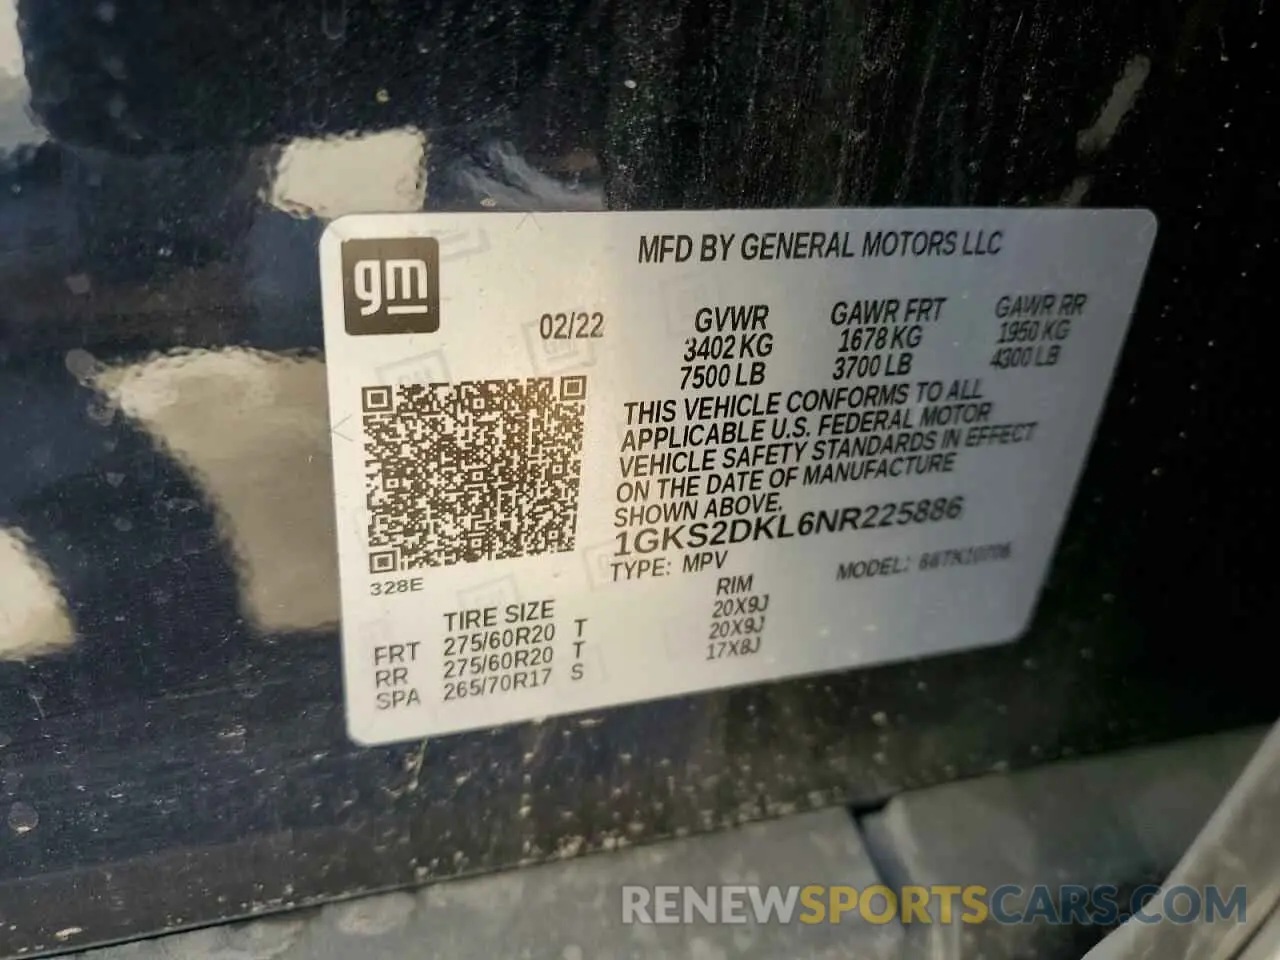 MFD BY GENERAL MOTORS LLC
gm
02/22
GVWR GAWR FRT GAWR RR
3402 KG 1678 KG 1950 KG
7500 LB 3700 LB 4300 LB
THIS VEHICLE CONFORMS TO ALL
APPLICABLE U.S. FEDERAL MOTOR
VEHICLE SAFETY STANDARDS IN EFFECT
ON THE DATE OF MANUFACTURE
SHOWN ABOVE.
1GKS2DKL6NR225886
TYPE: MPV MODEL:
328E
TIRE SIZE RIM
FRT 275/60R20 T 20X9J
RR 275/60R20 T 20X9J
SPA 265/70R17 S 17X8J
RENEWSPORTSCARS.COM